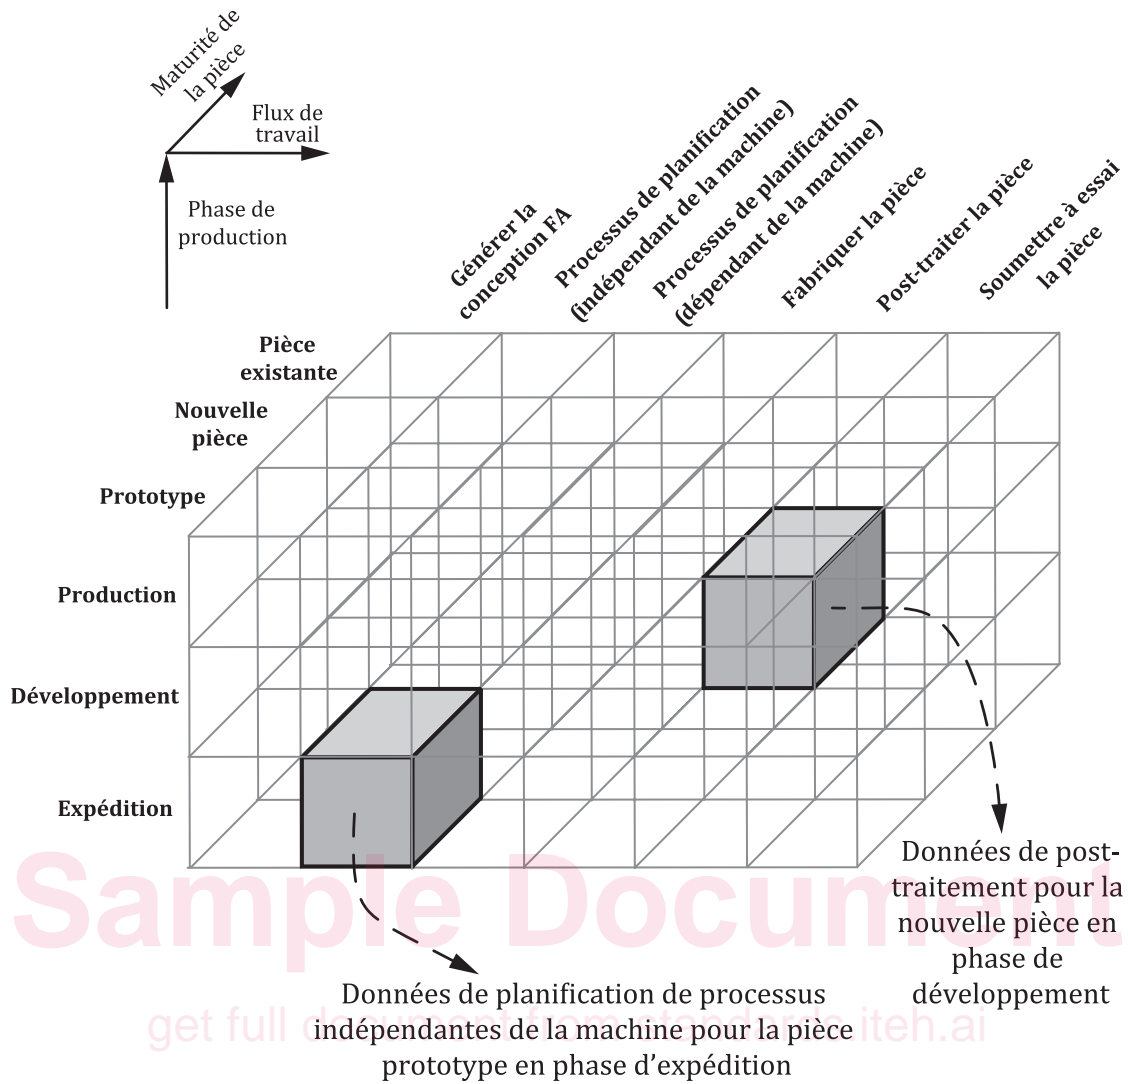 Maturité de
la pièce
Flux de
travail
Phase de
production
Générer la
conception FA
Processus de planification
(indépendant de la machine)
Processus de planification
(dépendant de la machine)
Fabriquer la pièce
Post-traiter la pièce
Soumettre à essai
la pièce
Pièce
existante
Nouvelle
pièce
Prototype
Production
Développement
Expédition
Sample Document
Données de post-
traitement pour la
nouvelle pièce en
phase de
développement
Données de planification de processus
indépendantes de la machine pour la pièce
prototype en phase d'expédition
get full document from standards.iteh.ai